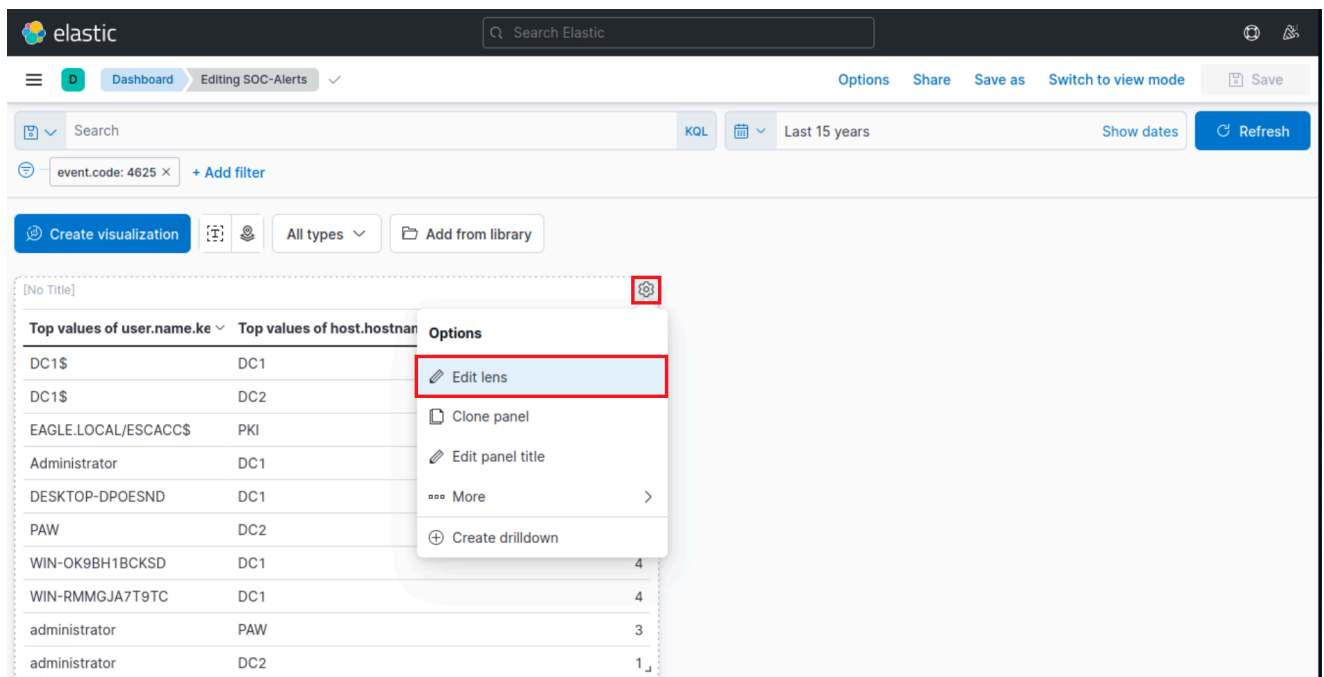 elastic
Search Elastic
D Dashboard Editing SOC-Alerts Options Share Save as Switch to view mode Save
Search KQL Last 15 years Show dates Refresh
event.code: 4625 × + Add filter
Create visualization All types Add from library
[No Title]
Top values of user.name.ke Top values of host.hostnam
Options
DC1$ DC1
Edit lens
DC1$ DC2
Clone panel
EAGLE.LOCAL/ESCACC$ PKI
Edit panel title
Administrator DC1
More
DESKTOP-DPOESND DC1
PAW DC2
Create drilldown
WIN-OK9BH1BCKSD DC1 4
WIN-RMMGJA7T9TC DC1 4
administrator PAW 3
administrator DC2 1